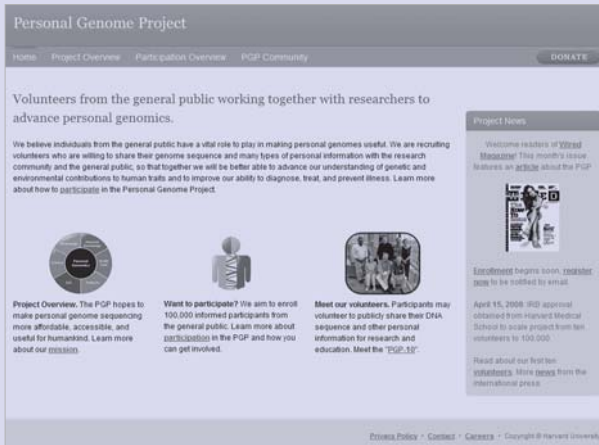 Personal Genome Project
Home Project Overview Participation Overview PGP Community DONATE
Volunteers from the general public working together with researchers to
advance personal genomics.
We believe individuals from the general public have a vital role to play in making personal genomes useful. We are recruiting
volunteers who are willing to share their genome sequence and many types of personal information with the research
community and the general public, so that together we will be better able to advance our understanding of genetic and
environmental contributions to human traits and to improve our ability to diagnose, treat, and prevent illness. Learn more
about how to participate in the Personal Genome Project.
Personal
Genomics
Project Overview. The PGP hopes to
make personal genome sequencing
more affordable, accessible, and
useful for humankind. Learn more
about our mission.
Want to participate? We aim to enroll
100,000 informed participants from
the general public. Learn more about
participation in the PGP and how you
can get involved.
Meet our volunteers. Participants may
volunteer to publicly share their DNA
sequence and other personal
information for research and
education. Meet the "PGP-10".
Project News
Welcome readers of Wired
Magazine! This month's issue
features an article about the PGP
Enrollment begins soon, register
now to be notified by email.
April 15, 2008: IRB approval
obtained from Harvard Medical
School to scale project from ten
volunteers to 100,000
Read about our first ten
volunteers. More news from the
international press
Privacy Policy • Contact • Careers • Copyright © Harvard University